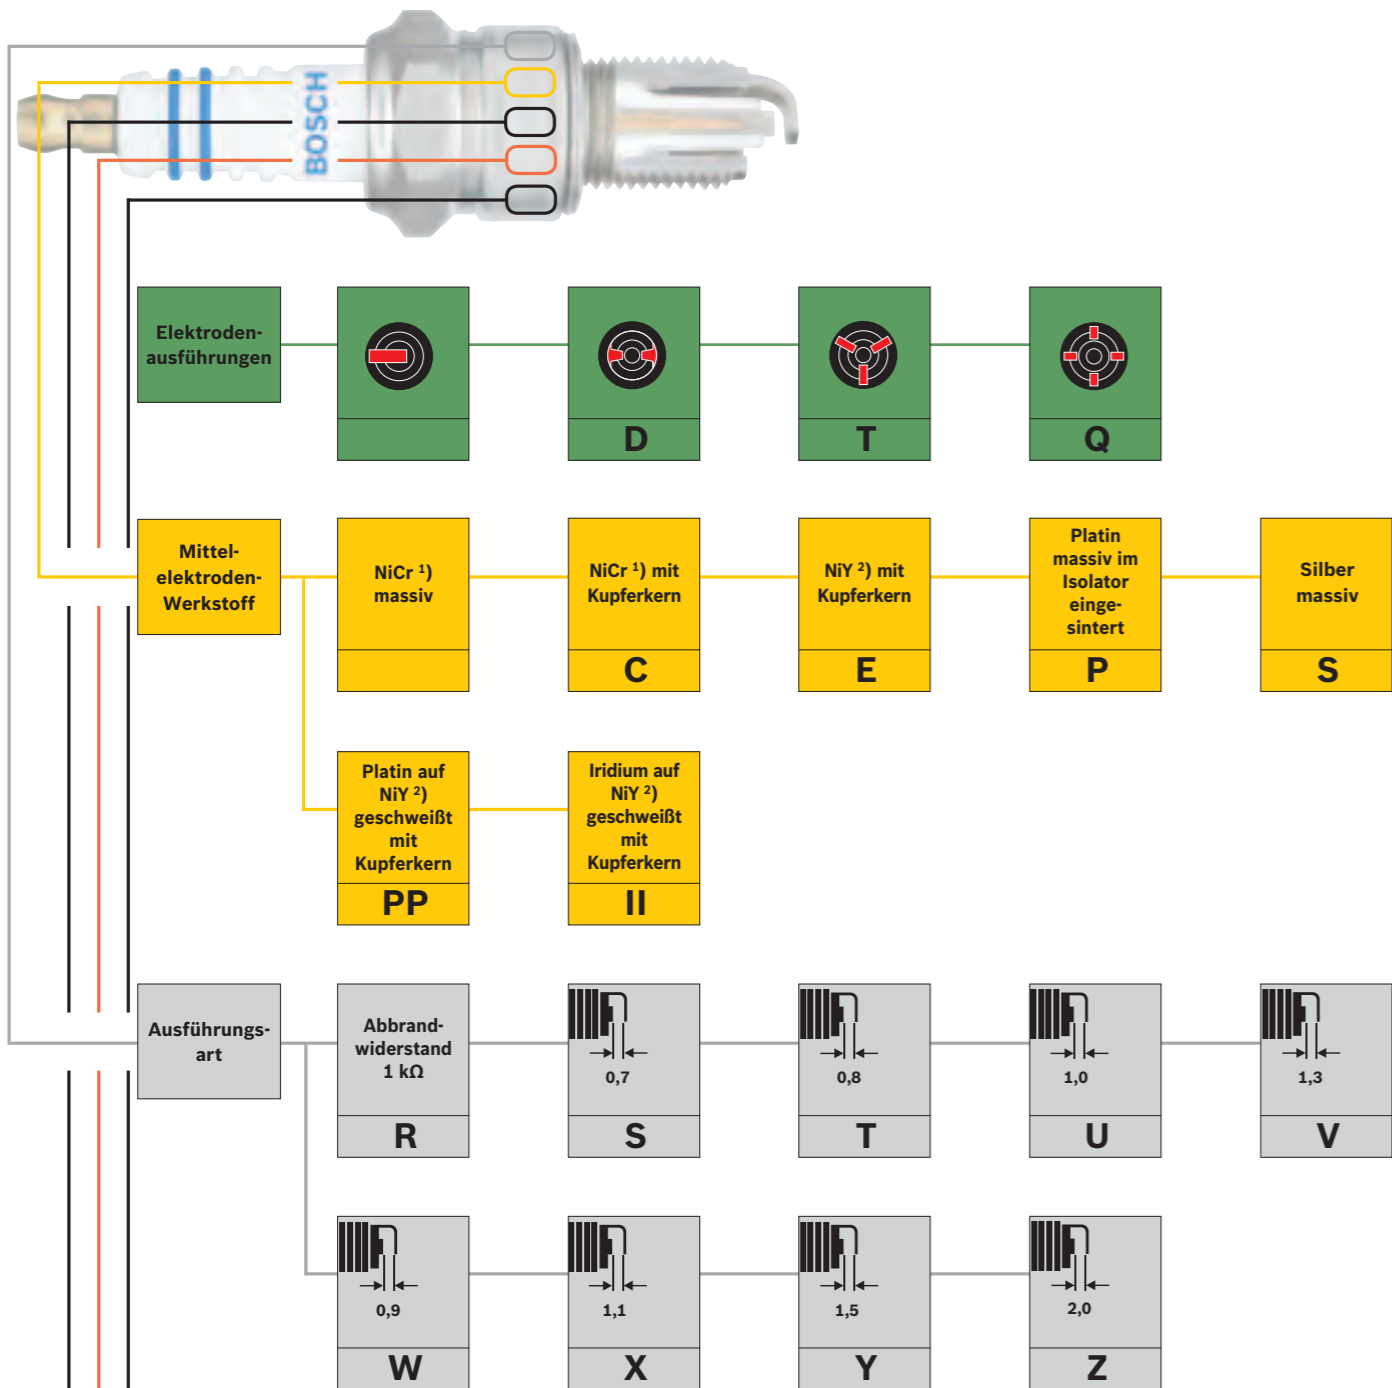 BOSCH
Elektroden-
ausführungen
D
T
Q
Mittel-
elektroden-
Werkstoff
NiCr ¹)
massiv
NiCr ¹) mit
Kupferkern
C
NiY ²) mit
Kupferkern
E
Platin
massiv im
Isolator
einge-
sintert
P
Silber
massiv
S
Platin auf
NiY ²)
geschweißt
mit
Kupferkern
PP
Iridium auf
NiY ²)
geschweißt
mit
Kupferkern
II
Ausführungs-
art
Abbrand-
widerstand
1 kΩ
R
0,7
S
0,8
T
1,0
U
1,3
V
0,9
W
1,1
X
1,5
Y
2,0
Z